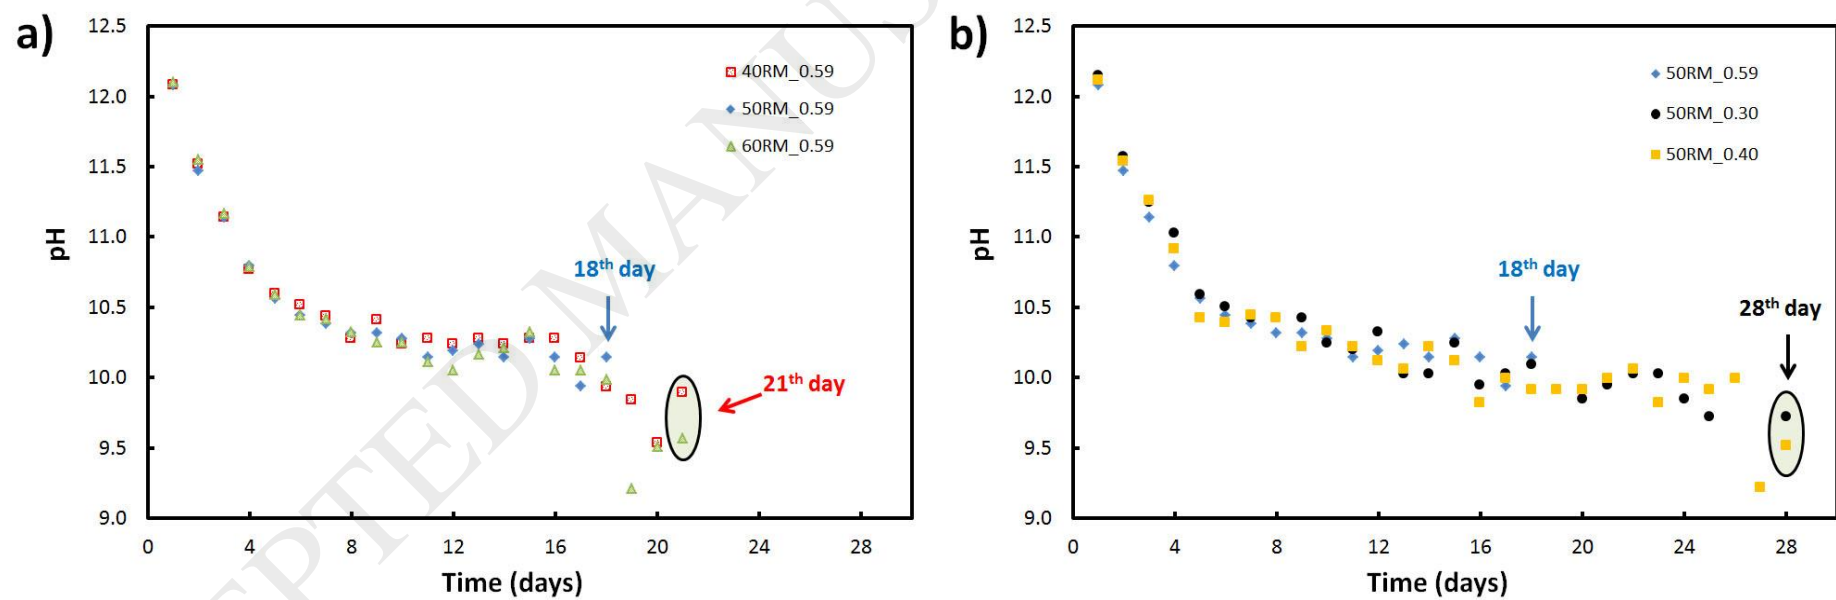 a)
12.5
12.0
11.5
11.0
10.5
10.0
9.5
9.0
pH
40RM_0.59
50RM_0.59
60RM_0.59
18th day
21th day
0 4 8 12 16 20 24 28
Time (days)
b)
12.5
12.0
11.5
11.0
10.5
10.0
9.5
9.0
pH
50RM_0.59
50RM_0.30
50RM_0.40
18th day
28th day
0 4 8 12 16 20 24 28
Time (days)
EPTED MANUS